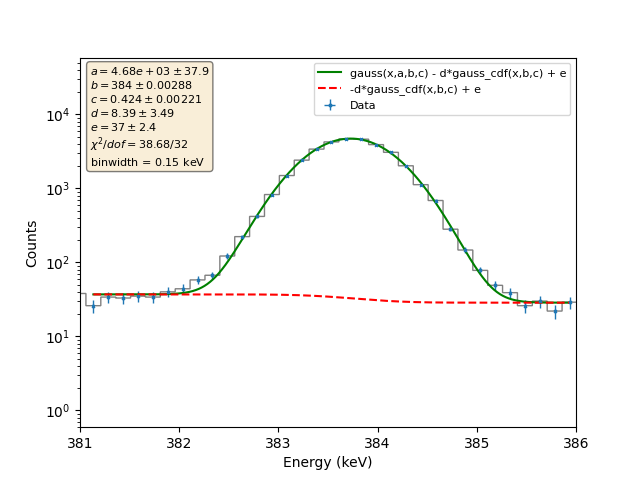 a = 4.68e + 03 ± 37.9
b = 384 ± 0.00288
c = 0.424 ± 0.00221
d = 8.39 ± 3.49
e = 37 ± 2.4
χ²/dof = 38.68/32
binwidth = 0.15 keV
gauss(x,a,b,c) - d*gauss_cdf(x,b,c) + e
-d*gauss_cdf(x,b,c) + e
Data
Counts
10⁴
10³
10²
10¹
10⁰
381 382 383 384 385 386
Energy (keV)